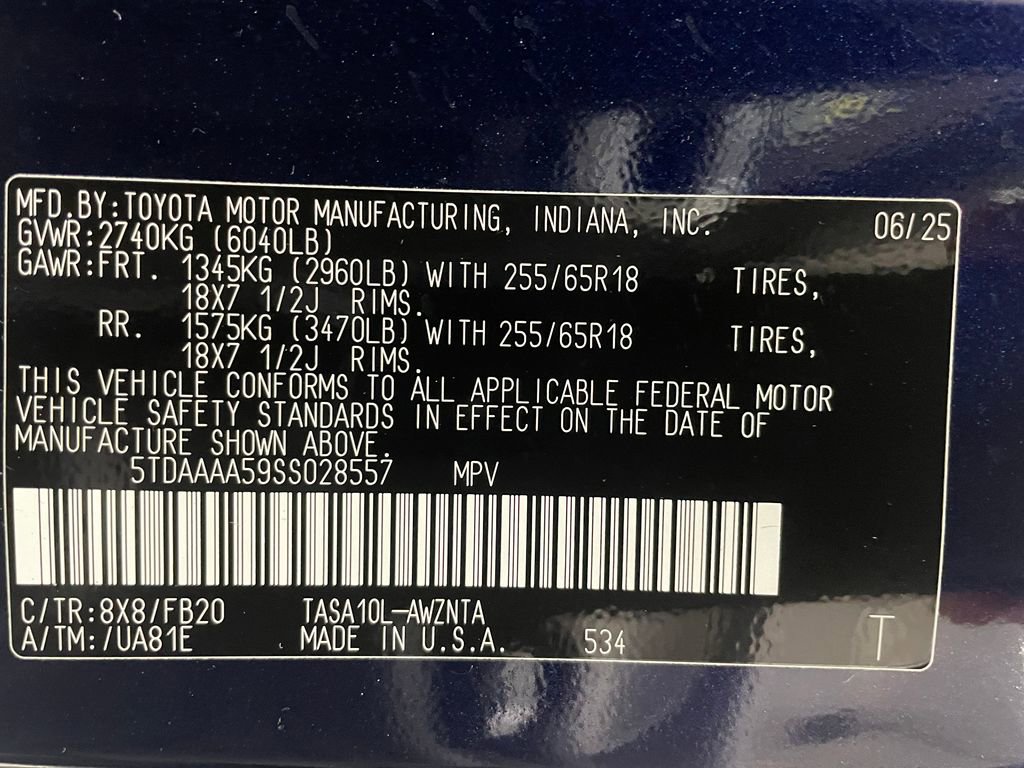 MFD.BY:TOYOTA MOTOR MANUFACTURING, INDIANA, INC. 06/25
GVWR:2740KG (6040LB)
GAWR:FRT. 1345KG (2960LB) WITH 255/65R18 TIRES,
18X7 1/2J RIMS.
RR. 1575KG (3470LB) WITH 255/65R18 TIRES,
18X7 1/2J RIMS.
THIS VEHICLE CONFORMS TO ALL APPLICABLE FEDERAL MOTOR
VEHICLE SAFETY STANDARDS IN EFFECT ON THE DATE OF
MANUFACTURE SHOWN ABOVE.
5TDAAAA59SS028557 MPV
C/TR:8X8/FB20 TASA10L-AWZNTA
A/TM:/UA81E MADE IN U.S.A. 534 T